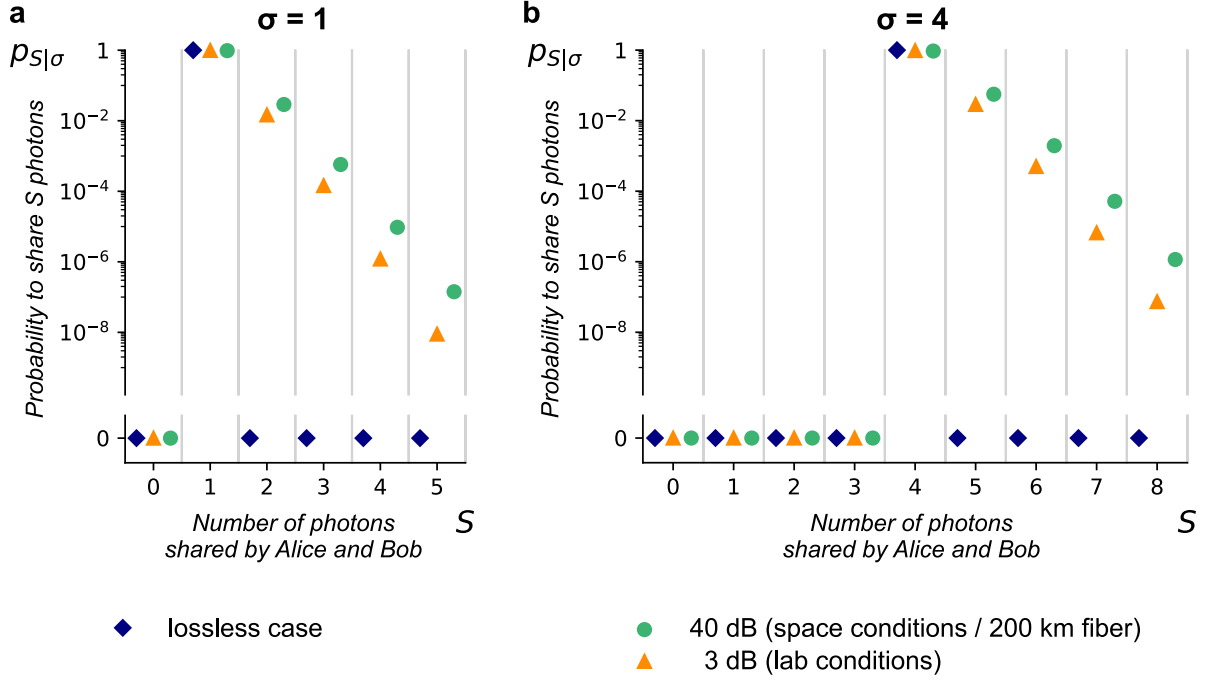 a
σ = 1
p_{S|σ}
Probability to share S photons
1
10⁻²
10⁻⁴
10⁻⁶
10⁻⁸
0
0 1 2 3 4 5
Number of photons
shared by Alice and Bob
S
b
σ = 4
p_{S|σ}
Probability to share S photons
1
10⁻²
10⁻⁴
10⁻⁶
10⁻⁸
0
0 1 2 3 4 5 6 7 8
Number of photons
shared by Alice and Bob
S
lossless case
40 dB (space conditions / 200 km fiber)
3 dB (lab conditions)